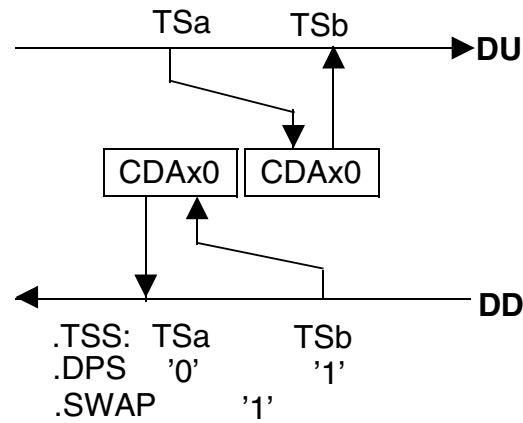 TSa TSb
DU
CDAx0 CDAx0
DD
.TSS: TSa TSb
.DPS '0' '1'
.SWAP '1'